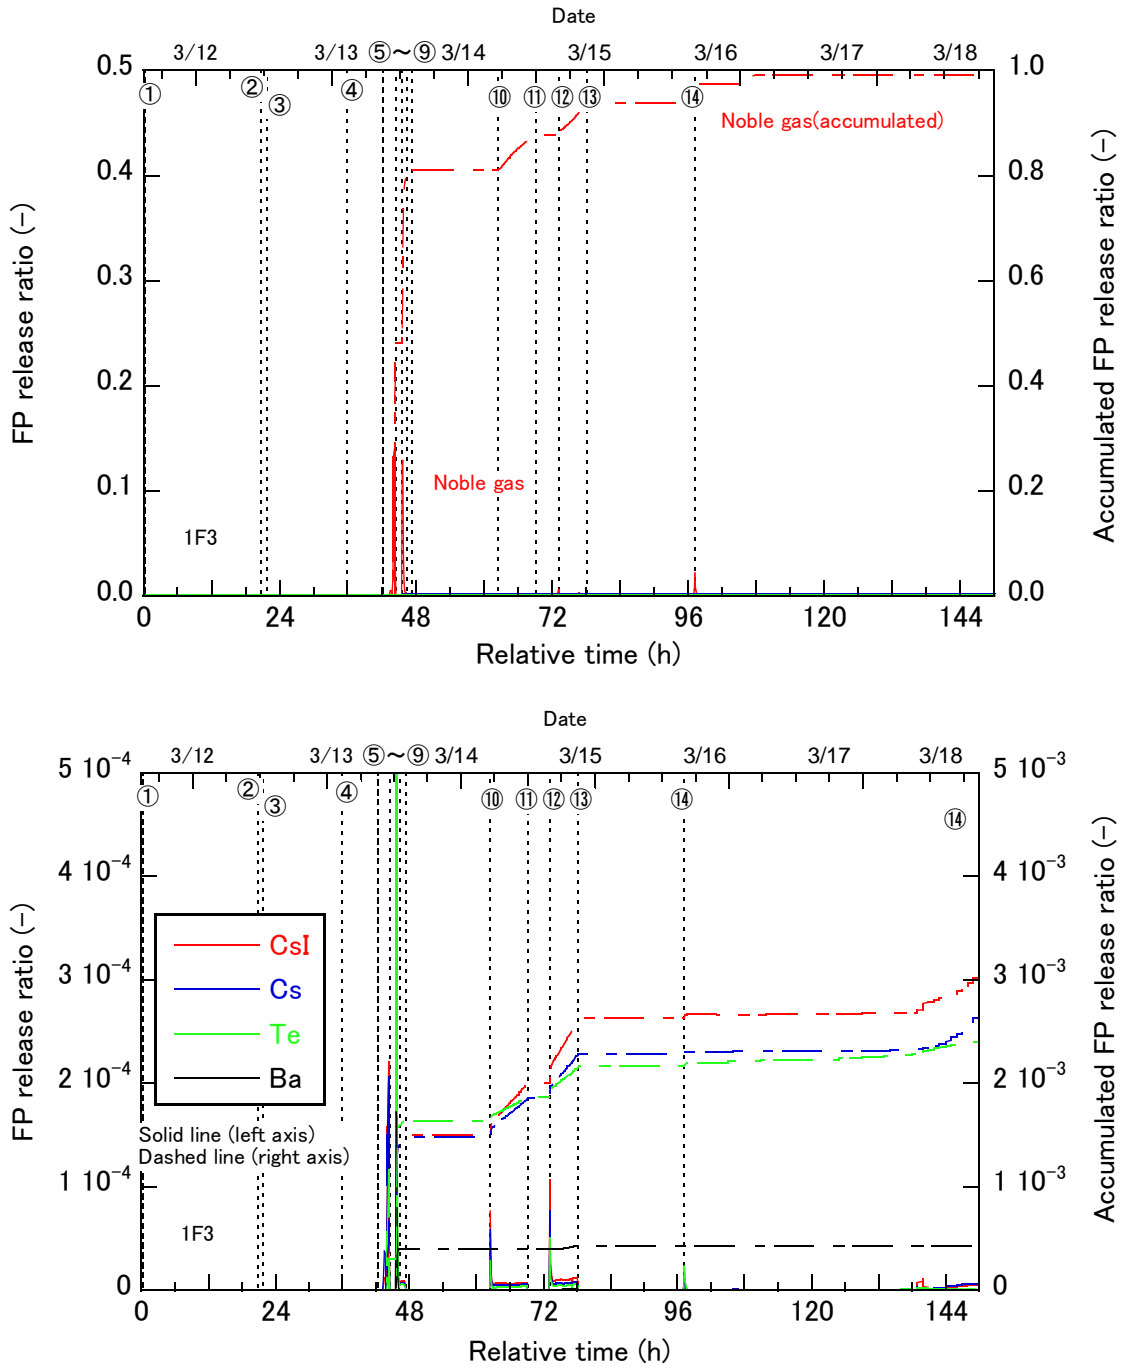 Date
3/12 3/13 ⑤~⑨ 3/14 3/15 3/16 3/17 3/18
0.5 1.0
① ② ③ ④ ⑩ ⑪ ⑫ ⑬ ⑭
Noble gas(accumulated)
0.4 0.8
0.3 0.6
0.2 0.4
Noble gas
0.1 0.2
1F3
0.0 0.0
0 24 48 72 96 120 144
Relative time (h)
FP release ratio (-)
Accumulated FP release ratio (-)
Date
3/12 3/13 ⑤~⑨ 3/14 3/15 3/16 3/17 3/18
5 10⁻⁴ 5 10⁻³
① ② ③ ④ ⑩ ⑪ ⑫ ⑬ ⑭ ⑭
4 10⁻⁴ 4 10⁻³
CsI
3 10⁻⁴ 3 10⁻³
Cs
Te
2 10⁻⁴ 2 10⁻³
Ba
Solid line (left axis)
Dashed line (right axis)
1 10⁻⁴ 1 10⁻³
1F3
0 0
0 24 48 72 96 120 144
Relative time (h)
FP release ratio (-)
Accumulated FP release ratio (-)